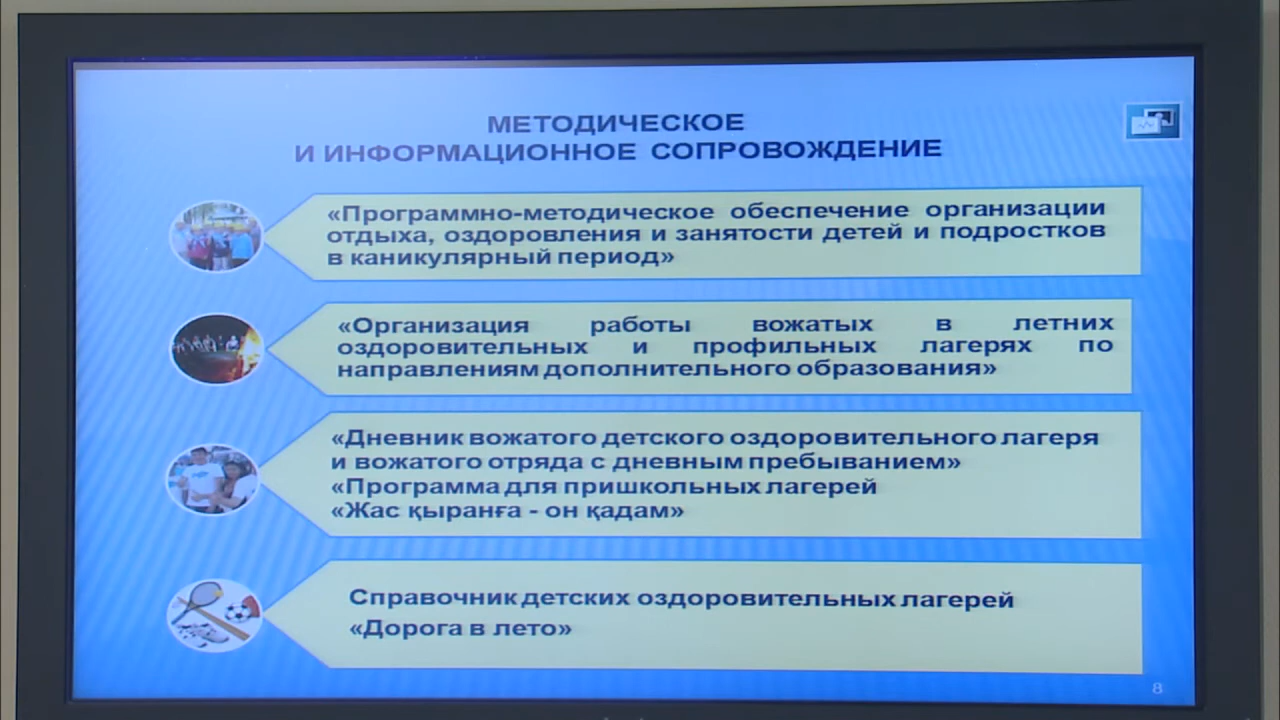 МЕТОДИЧЕСКОЕ
И ИНФОРМАЦИОННОЕ СОПРОВОЖДЕНИЕ
«Программно-методическое обеспечение организации
отдыха, оздоровления и занятости детей и подростков
в каникулярный период»
«Организация работы вожатых в летних
оздоровительных и профильных лагерях по
направлениям дополнительного образования»
«Дневник вожатого детского оздоровительного лагеря
и вожатого отряда с дневным пребыванием»
«Программа для пришкольных лагерей
«Жас қыранға - он қадам»
Справочник детских оздоровительных лагерей
«Дорога в лето»
8